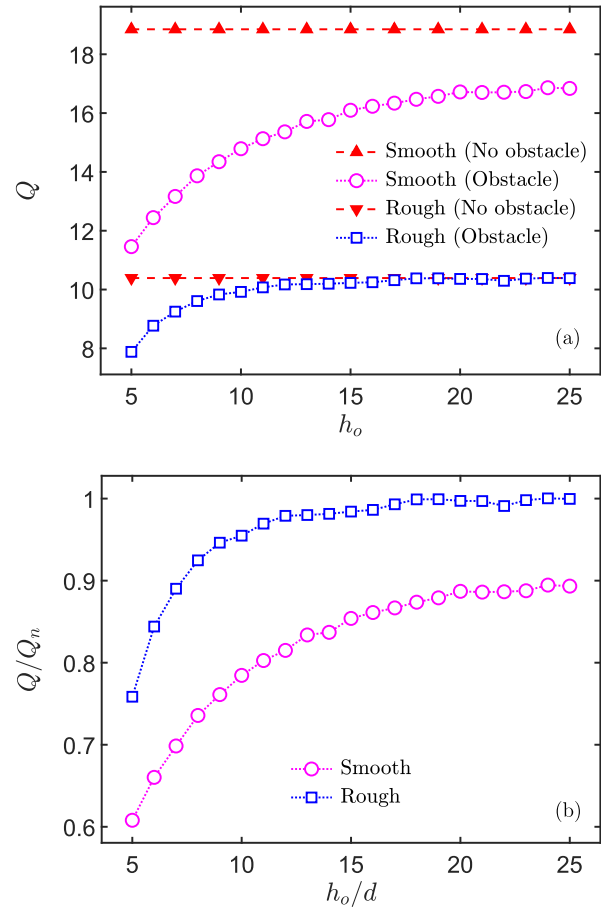 18
16
14
12
10
8
Q
Smooth (No obstacle)
Smooth (Obstacle)
Rough (No obstacle)
Rough (Obstacle)
(a)
5 10 15 20 25
h_o
1
0.9
0.8
0.7
0.6
Q/Q_n
Smooth
Rough
(b)
5 10 15 20 25
h_o/d